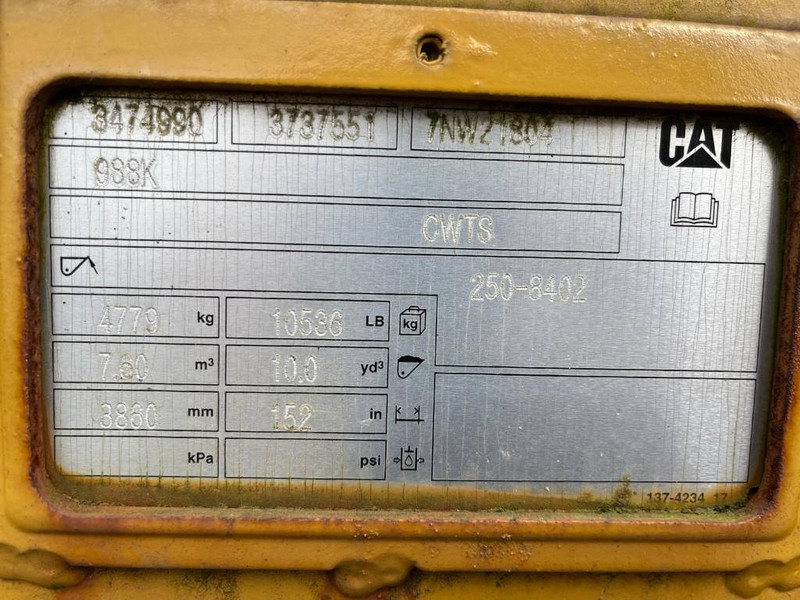 3474990 3737551 7NW21804 CAT
988K
CWTS
250-8402
4779 kg 10536 LB kg
7.60 m³ 10.0 yd³
3860 mm 152 in
kPa psi
137-4234 17